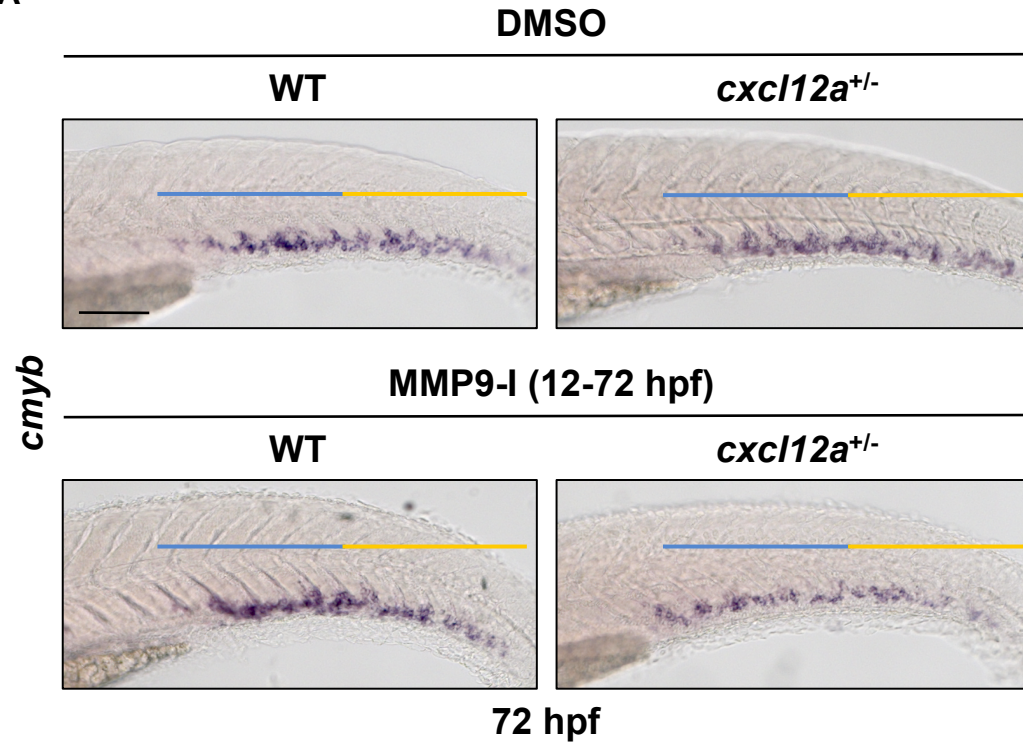 DMSO
WT cxcl12a+/-
cmyb
MMP9-I (12-72 hpf)
WT cxcl12a+/-
72 hpf